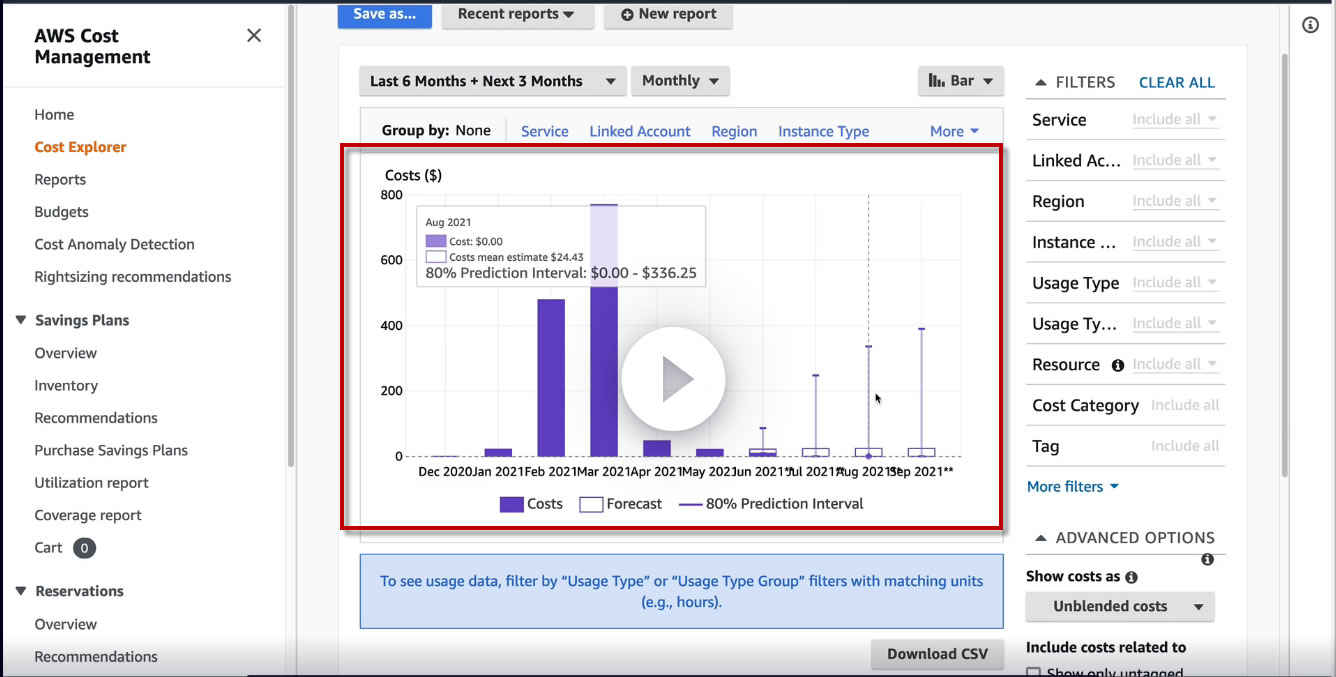 AWS Cost
Management
Home
Cost Explorer
Reports
Budgets
Cost Anomaly Detection
Rightsizing recommendations
Savings Plans
Overview
Inventory
Recommendations
Purchase Savings Plans
Utilization report
Coverage report
Cart 0
Reservations
Overview
Recommendations
Save as...
Recent reports
New report
Last 6 Months + Next 3 Months
Monthly
Bar
Group by: None
Service
Linked Account
Region
Instance Type
More
Costs ($)
800
600
400
200
0
Aug 2021
Cost: $0.00
Costs mean estimate $24.43
80% Prediction Interval: $0.00 - $336.25
Dec 2020 Jan 2021 Feb 2021 Mar 2021 Apr 2021 May 2021 Jun 2021** Jul 2021** Aug 2021** Sep 2021**
Costs
Forecast
80% Prediction Interval
To see usage data, filter by “Usage Type” or “Usage Type Group” filters with matching units
(e.g., hours).
Download CSV
FILTERS CLEAR ALL
Service Include all
Linked Ac... Include all
Region Include all
Instance ... Include all
Usage Type Include all
Usage Ty... Include all
Resource Include all
Cost Category Include all
Tag Include all
More filters
ADVANCED OPTIONS
Show costs as
Unblended costs
Include costs related to
Show only untagged